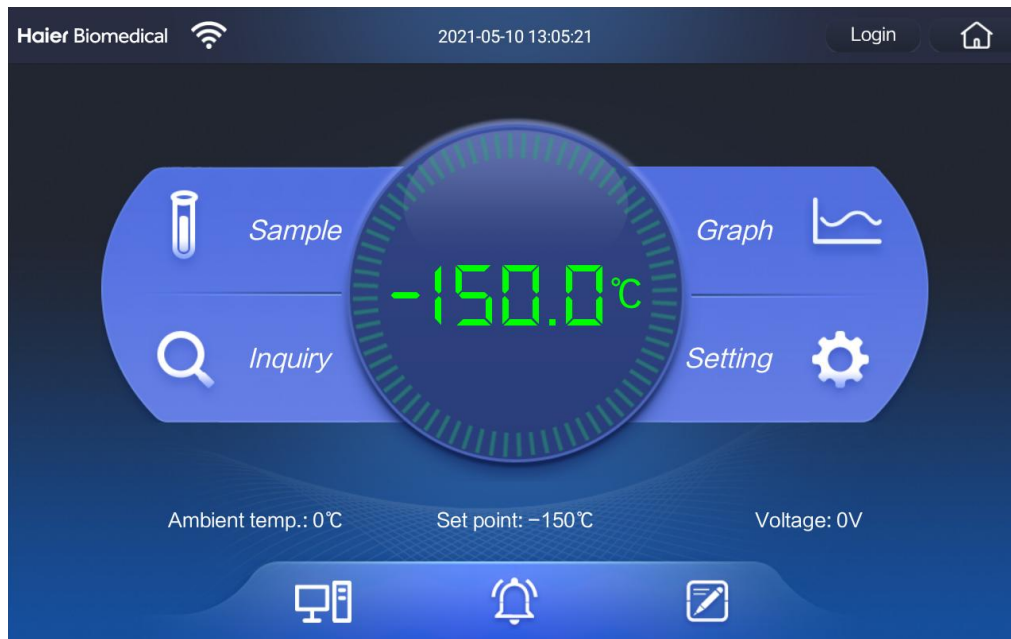 Haier Biomedical 2021-05-10 13:05:21 Login
Sample Graph
-150.0℃
Inquiry Setting
Ambient temp.: 0℃ Set point: -150℃ Voltage: 0V